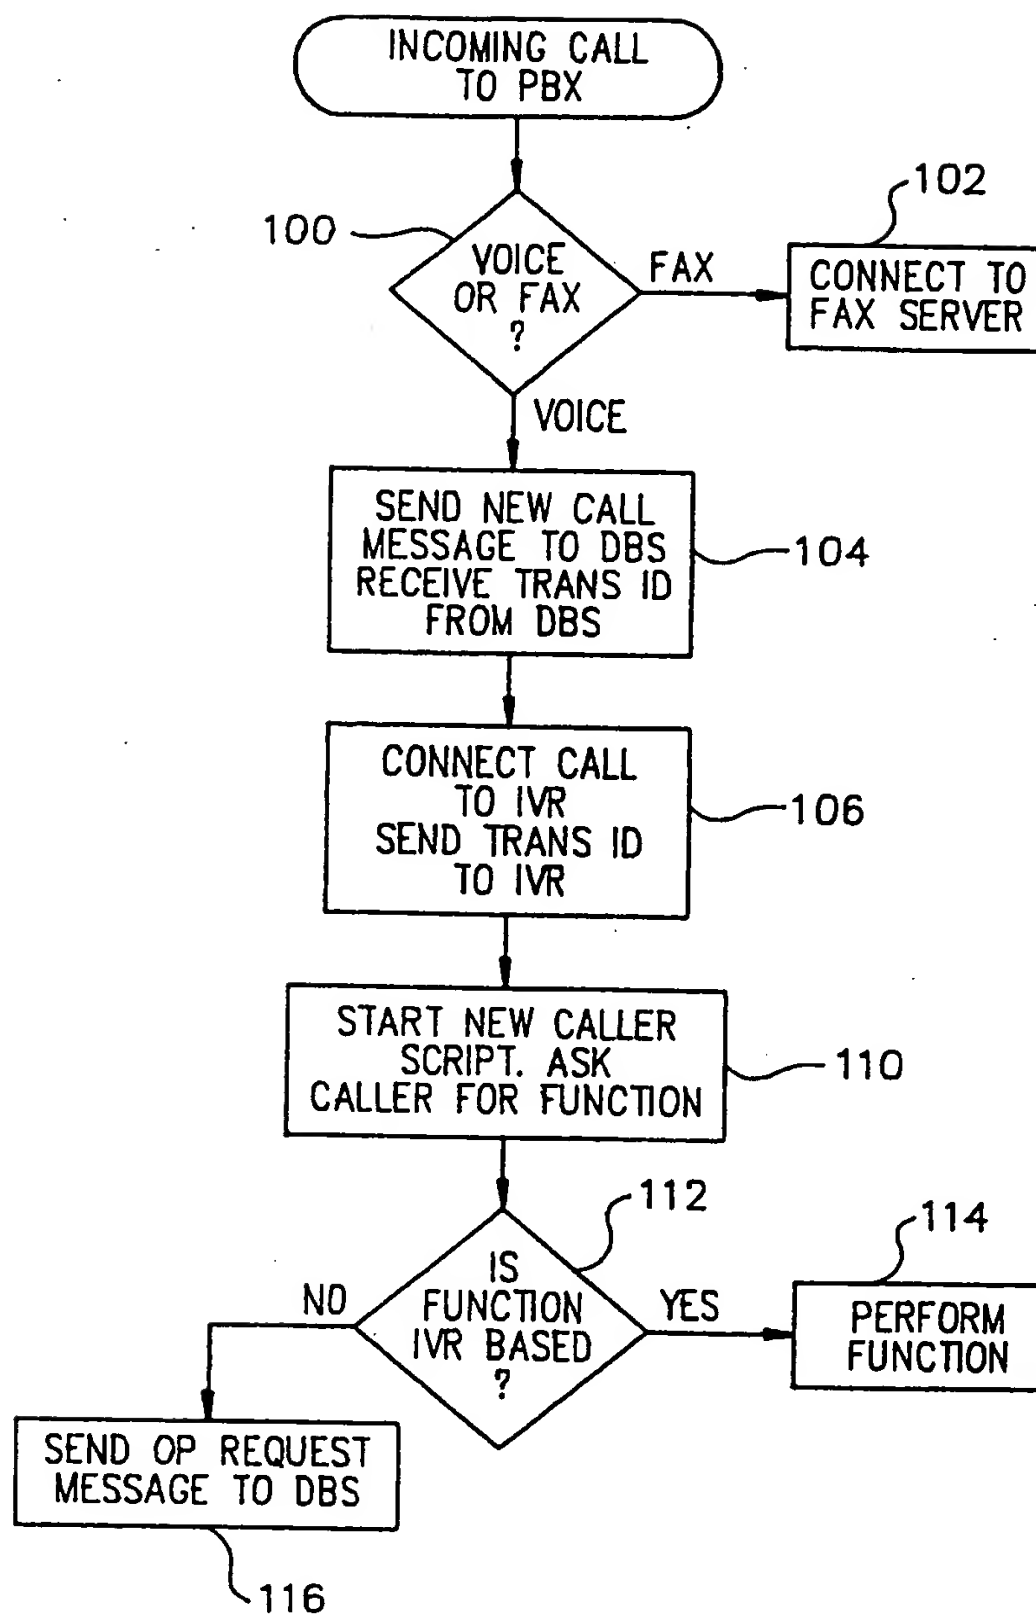 INCOMING CALL
TO PBX
102
100
VOICE
OR FAX
?
FAX
CONNECT TO
FAX SERVER
VOICE
SEND NEW CALL
MESSAGE TO DBS
RECEIVE TRANS ID
FROM DBS
104
CONNECT CALL
TO IVR
SEND TRANS ID
TO IVR
106
START NEW CALLER
SCRIPT. ASK
CALLER FOR FUNCTION
110
112
114
IS
FUNCTION
IVR BASED
?
NO
YES
PERFORM
FUNCTION
SEND OP REQUEST
MESSAGE TO DBS
116